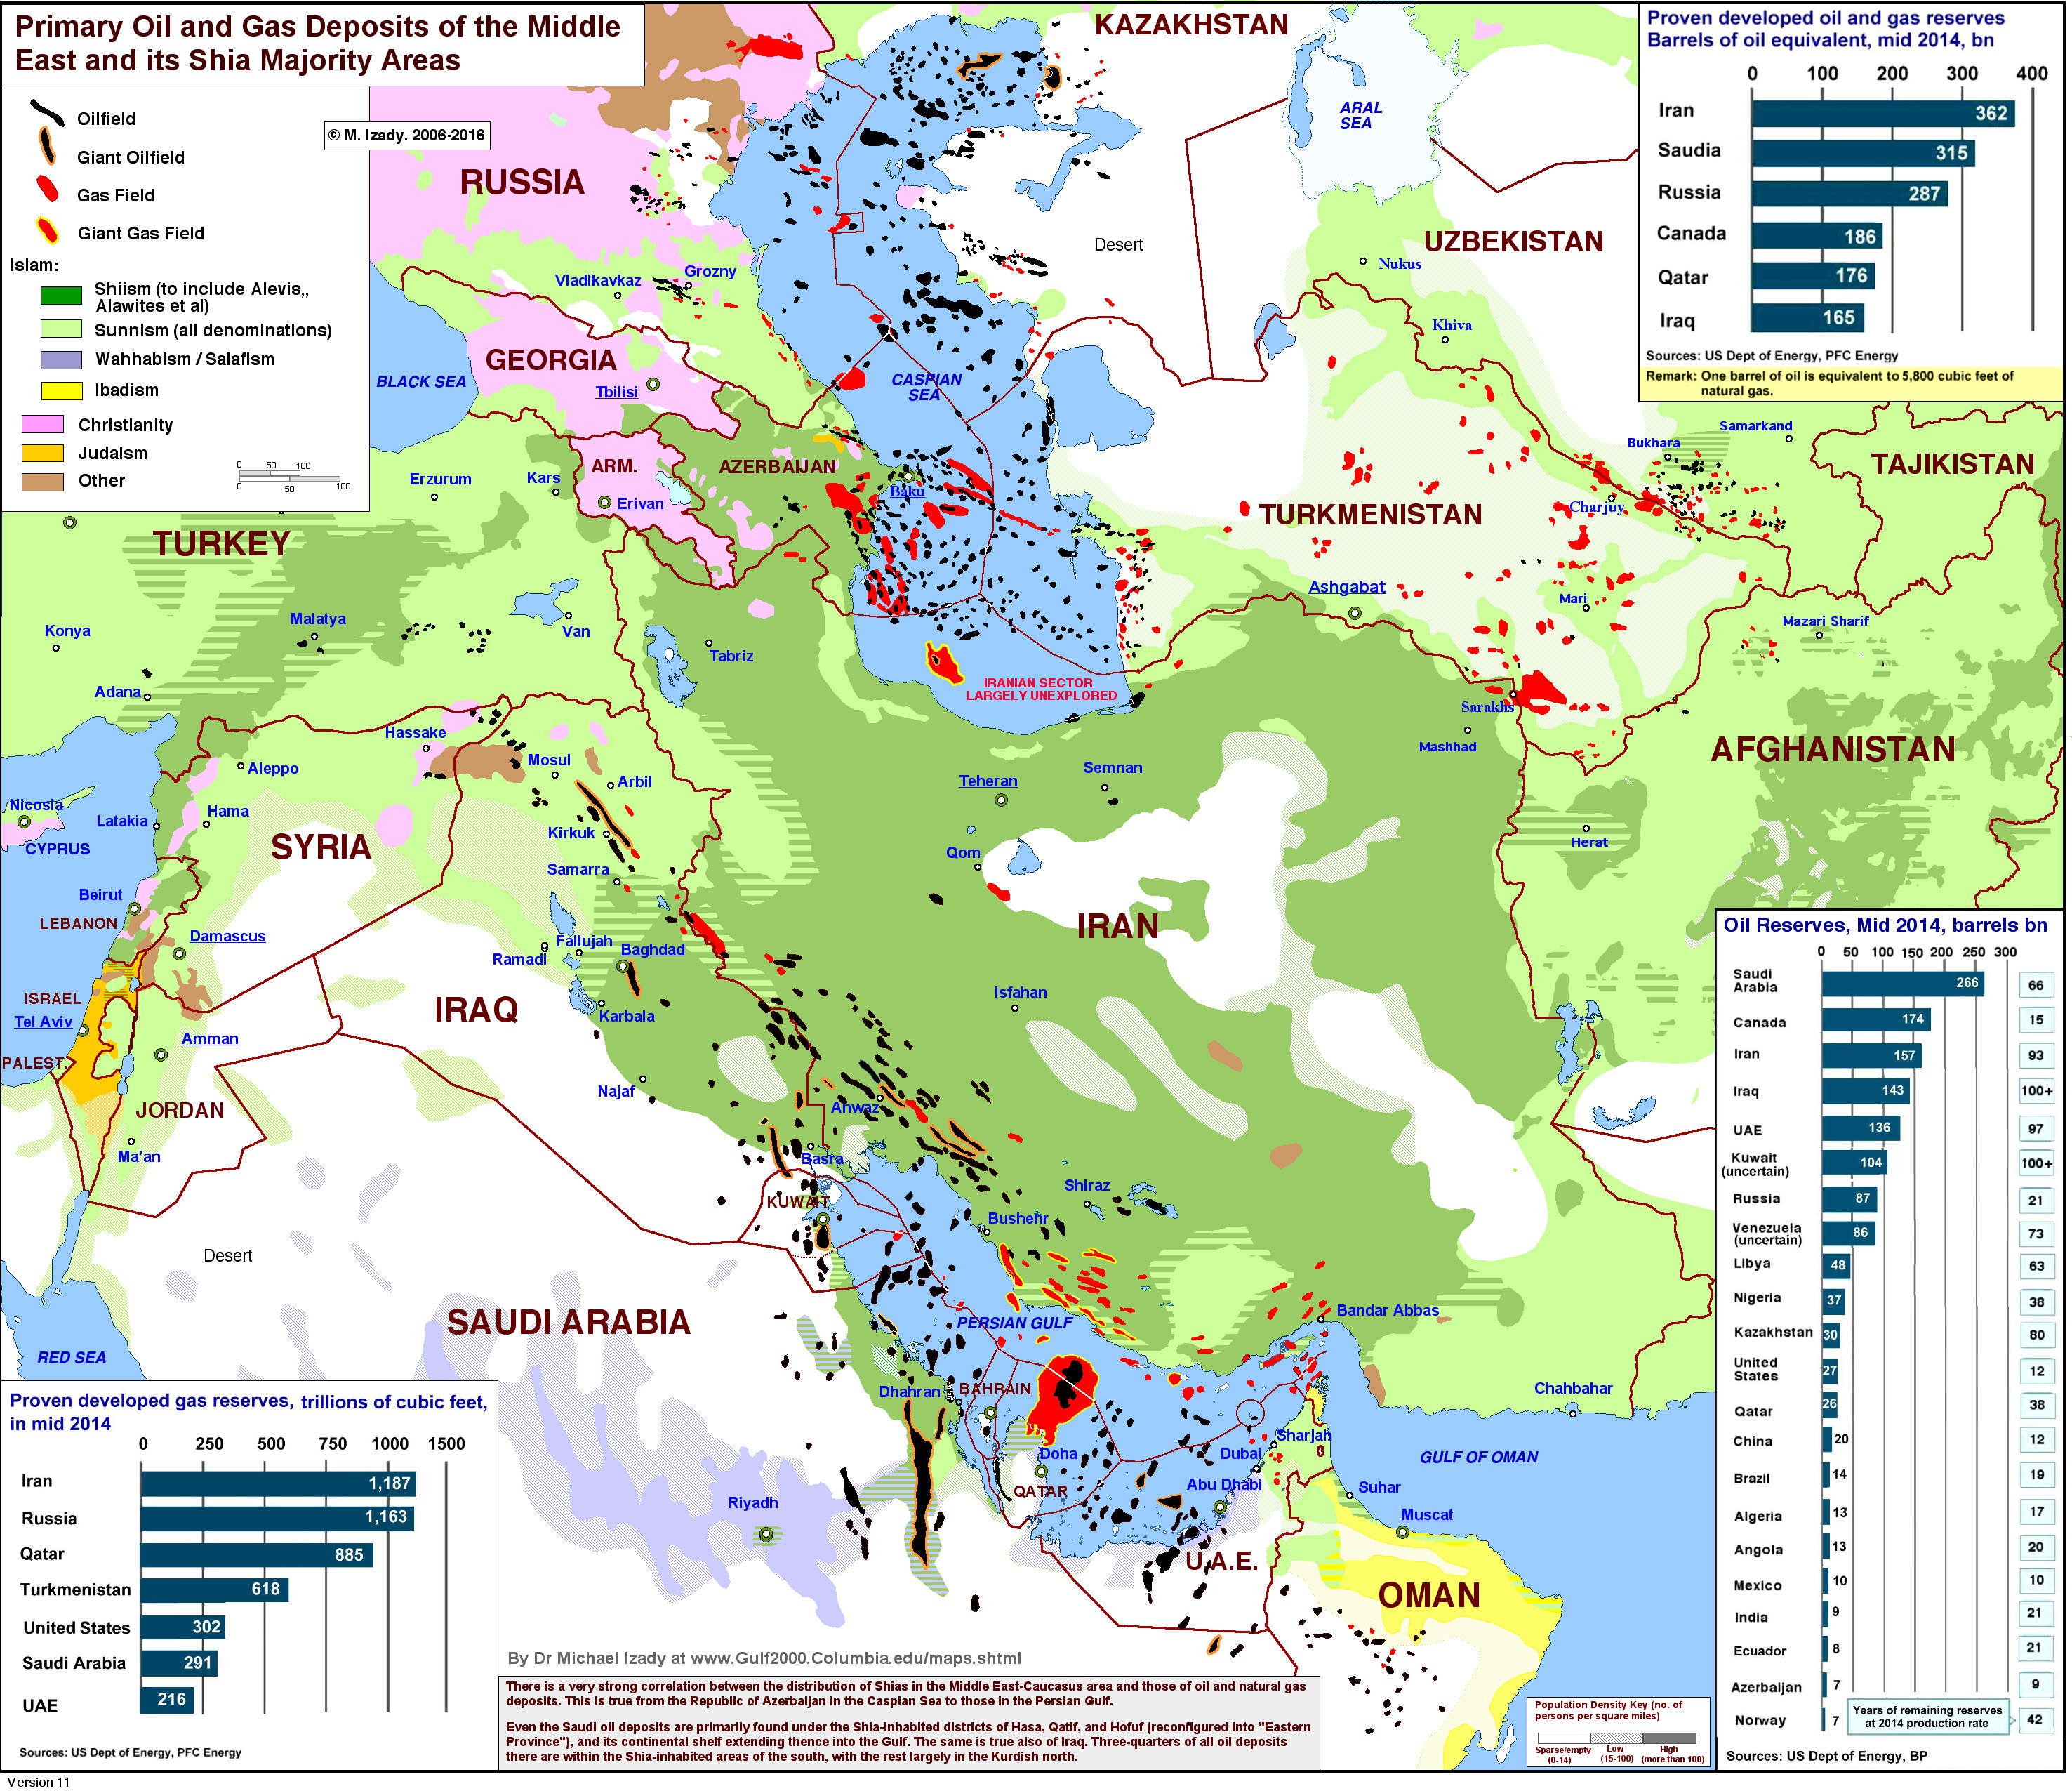 Primary Oil and Gas Deposits of the Middle
East and its Shia Majority Areas
Oilfield
Giant Oilfield
Gas Field
Giant Gas Field
Islam:
Shiism (to include Alevis,,
Alawites et al)
Sunnism (all denominations)
Wahhabism / Salafism
Ibadism
Christianity
Judaism
Other
0 50 100
0 50 100
© M. Izady. 2006-2016
Proven developed oil and gas reserves
Barrels of oil equivalent, mid 2014, bn
0 100 200 300 400
Iran 362
Saudia 315
Russia 287
Canada 186
Qatar 176
Iraq 165
Sources: US Dept of Energy, PFC Energy
Remark: One barrel of oil is equivalent to 5,800 cubic feet of
natural gas.
KAZAKHSTAN
ARAL
SEA
RUSSIA
UZBEKISTAN
Desert
Nukus
Vladikavkaz
Grozny
Khiva
GEORGIA
BLACK SEA
Tbilisi
CASPIAN
SEA
Samarkand
Bukhara
TAJIKISTAN
ARM.
AZERBAIJAN
Erzurum
Kars
Erivan
Baku
Charjuy
TURKMENISTAN
TURKEY
Ashgabat
Mari
Malatya
Konya
Van
Tabriz
Mazari Sharif
Adana
IRANIAN SECTOR
LARGELY UNEXPLORED
Sarakhs
Mashhad
Hassake
Mosul
Aleppo
Arbil
Teheran
Semnan
AFGHANISTAN
Nicosla
Hama
Latakia
Kirkuk
CYPRUS
SYRIA
Herat
Qom
Samarra
Beirut
LEBANON
IRAN
Damascus
Fallujah
Baghdad
Ramadi
ISRAEL
Tel Aviv
IRAQ
Karbala
Isfahan
Amman
PALEST.
Najaf
Ahwaz
JORDAN
Ma'an
Basra
KUWAIT
Shiraz
Bushehr
Desert
SAUDI ARABIA
PERSIAN GULF
Bandar Abbas
RED SEA
Dhahran
BAHRAIN
Chahbahar
Doha
Dubai
Sharjah
GULF OF OMAN
QATAR
Abu Dhabi
Suhar
Riyadh
Muscat
U.A.E.
OMAN
Oil Reserves, Mid 2014, barrels bn
0 50 100 150 200 250 300
Saudi
Arabia 266 66
Canada 174 15
Iran 157 93
Iraq 143 100+
UAE 136 97
Kuwait
(uncertain) 104 100+
Russia 87 21
Venezuela
(uncertain) 86 73
Libya 48 63
Nigeria 37 38
Kazakhstan 30 80
United
States 27 12
Qatar 26 38
China 20 12
Brazil 14 19
Algeria 13 17
Angola 13 20
Mexico 10 10
India 9 21
Ecuador 8 21
Azerbaijan 7 9
Norway 7 42
Years of remaining reserves
at 2014 production rate
Sources: US Dept of Energy, BP
Proven developed gas reserves, trillions of cubic feet,
in mid 2014
0 250 500 750 1000 1500
Iran 1,187
Russia 1,163
Qatar 885
Turkmenistan 618
United States 302
Saudi Arabia 291
UAE 216
Sources: US Dept of Energy, PFC Energy
By Dr Michael Izady at www.Gulf2000.Columbia.edu/maps.shtml
There is a very strong correlation between the distribution of Shias in the Middle East-Caucasus area and those of oil and natural gas
deposits. This is true from the Republic of Azerbaijan in the Caspian Sea to those in the Persian Gulf.
Even the Saudi oil deposits are primarily found under the Shia-inhabited districts of Hasa, Qatif, and Hofuf (reconfigured into "Eastern
Province"), and its continental shelf extending thence into the Gulf. The same is true also of Iraq. Three-quarters of all oil deposits
there are within the Shia-inhabited areas of the south, with the rest largely in the Kurdish north.
Population Density Key (no. of
persons per square miles)
Sparse/empty
(0-14)
Low
(15-100)
High
(more than 100)
Version 11